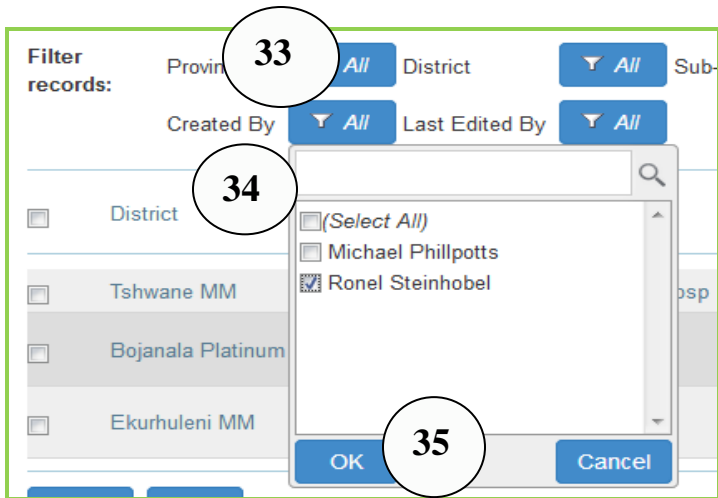 Filter records:
33
Provin All District All Sub-
Created By All Last Edited By All
34
District
(Select All)
Michael Phillpotts
Ronel Steinhobel
Tshwane MM
osp
Bojanala Platinum
Ekurhuleni MM
35
OK Cancel